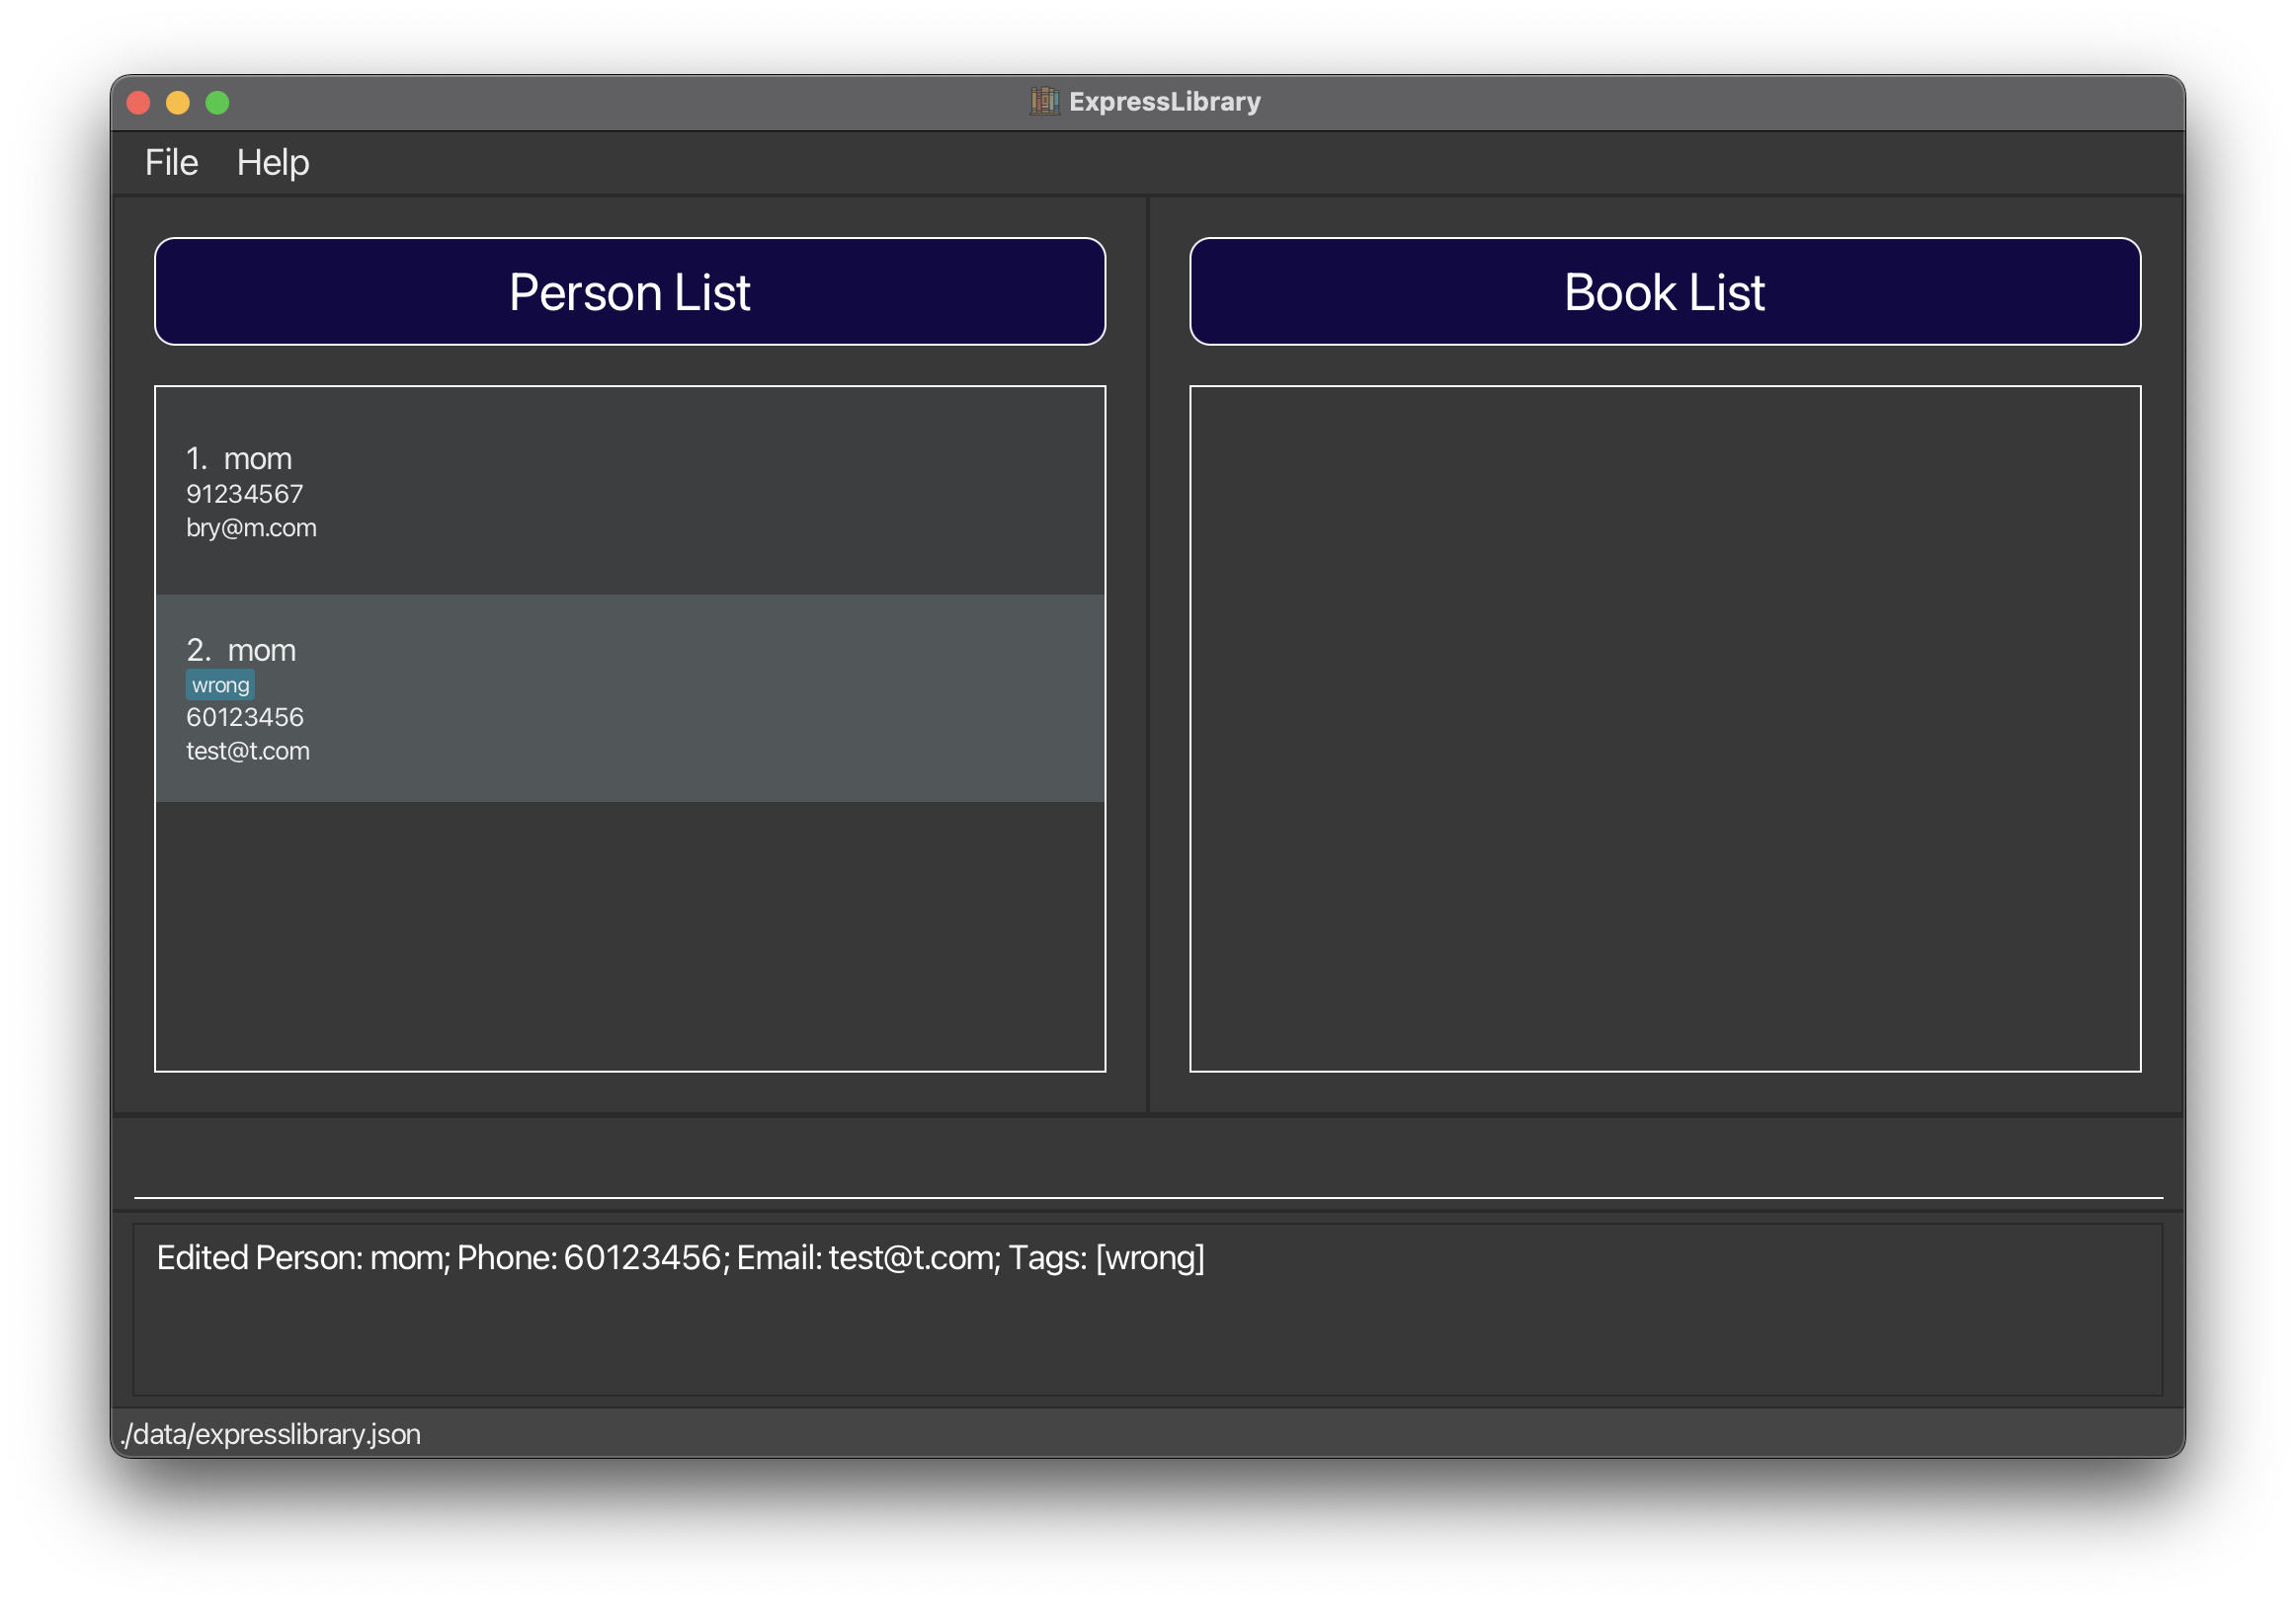 ExpressLibrary
File Help
Person List
Book List
1. mom
91234567
bry@m.com
2. mom
wrong
60123456
test@t.com
Edited Person: mom; Phone: 60123456; Email: test@t.com; Tags: [wrong]
./data/expresslibrary.json